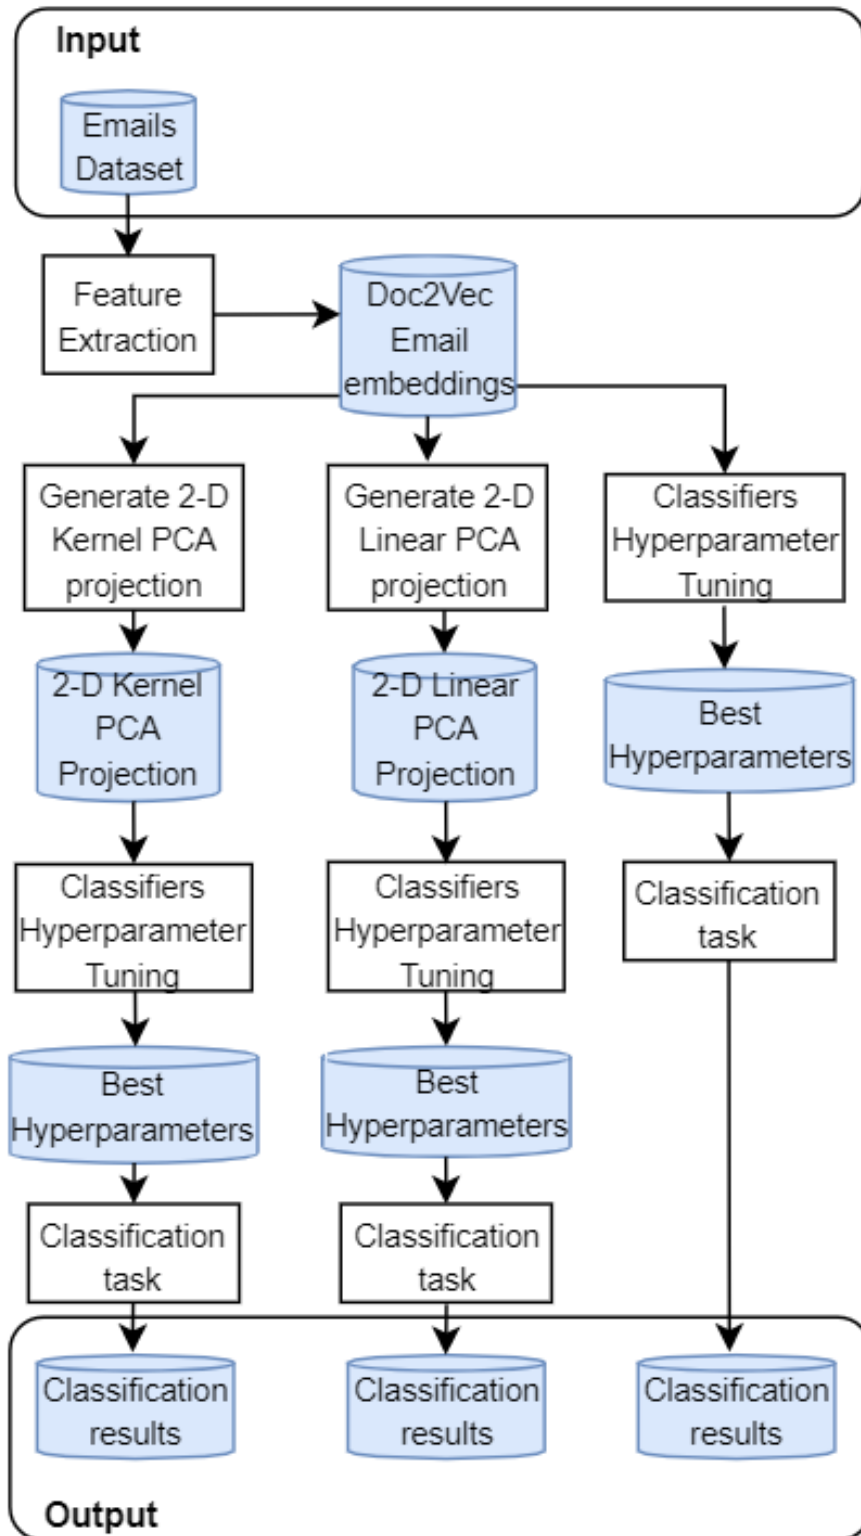 Input
Emails
Dataset
Feature
Extraction
Doc2Vec
Email
embeddings
Generate 2-D
Kernel PCA
projection
Generate 2-D
Linear PCA
projection
Classifiers
Hyperparameter
Tuning
2-D Kernel
PCA
Projection
2-D Linear
PCA
Projection
Best
Hyperparameters
Classifiers
Hyperparameter
Tuning
Classifiers
Hyperparameter
Tuning
Classification
task
Best
Hyperparameters
Best
Hyperparameters
Classification
task
Classification
task
Classification
results
Classification
results
Classification
results
Output